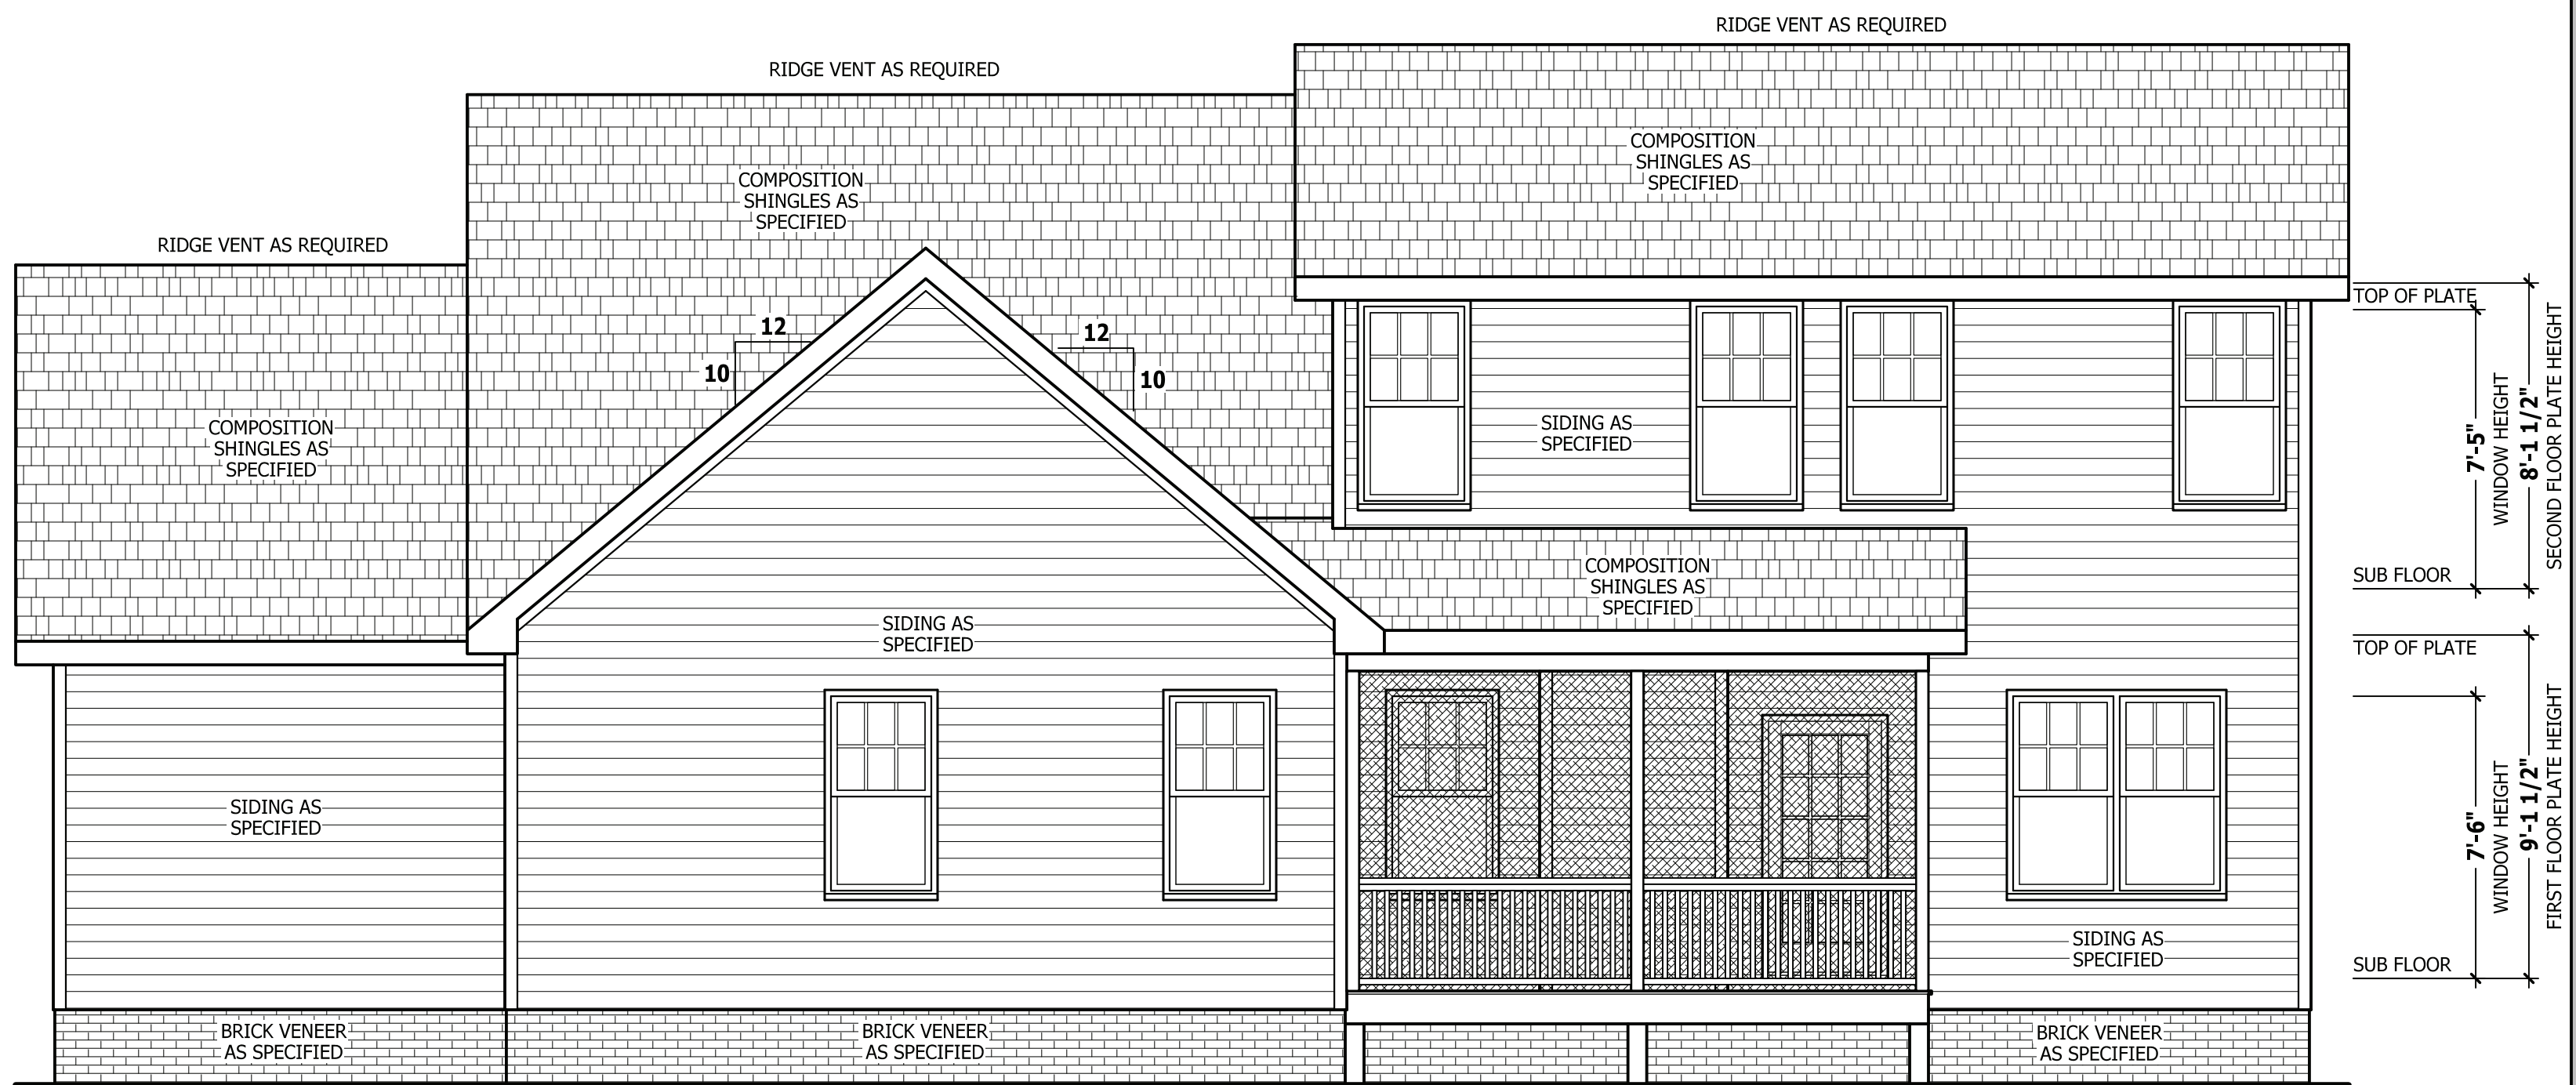 RIDGE VENT AS REQUIRED
RIDGE VENT AS REQUIRED
RIDGE VENT AS REQUIRED
COMPOSITION
SHINGLES AS
SPECIFIED
COMPOSITION
SHINGLES AS
SPECIFIED
COMPOSITION
SHINGLES AS
SPECIFIED
12
10
12
10
SIDING AS
SPECIFIED
COMPOSITION
SHINGLES AS
SPECIFIED
SIDING AS
SPECIFIED
SIDING AS
SPECIFIED
SIDING AS
SPECIFIED
BRICK VENEER
AS SPECIFIED
BRICK VENEER
AS SPECIFIED
BRICK VENEER
AS SPECIFIED
TOP OF PLATE
7'-5"
WINDOW HEIGHT
8'-1 1/2"
SECOND FLOOR PLATE HEIGHT
SUB FLOOR
TOP OF PLATE
7'-6"
WINDOW HEIGHT
9'-1 1/2"
FIRST FLOOR PLATE HEIGHT
SUB FLOOR